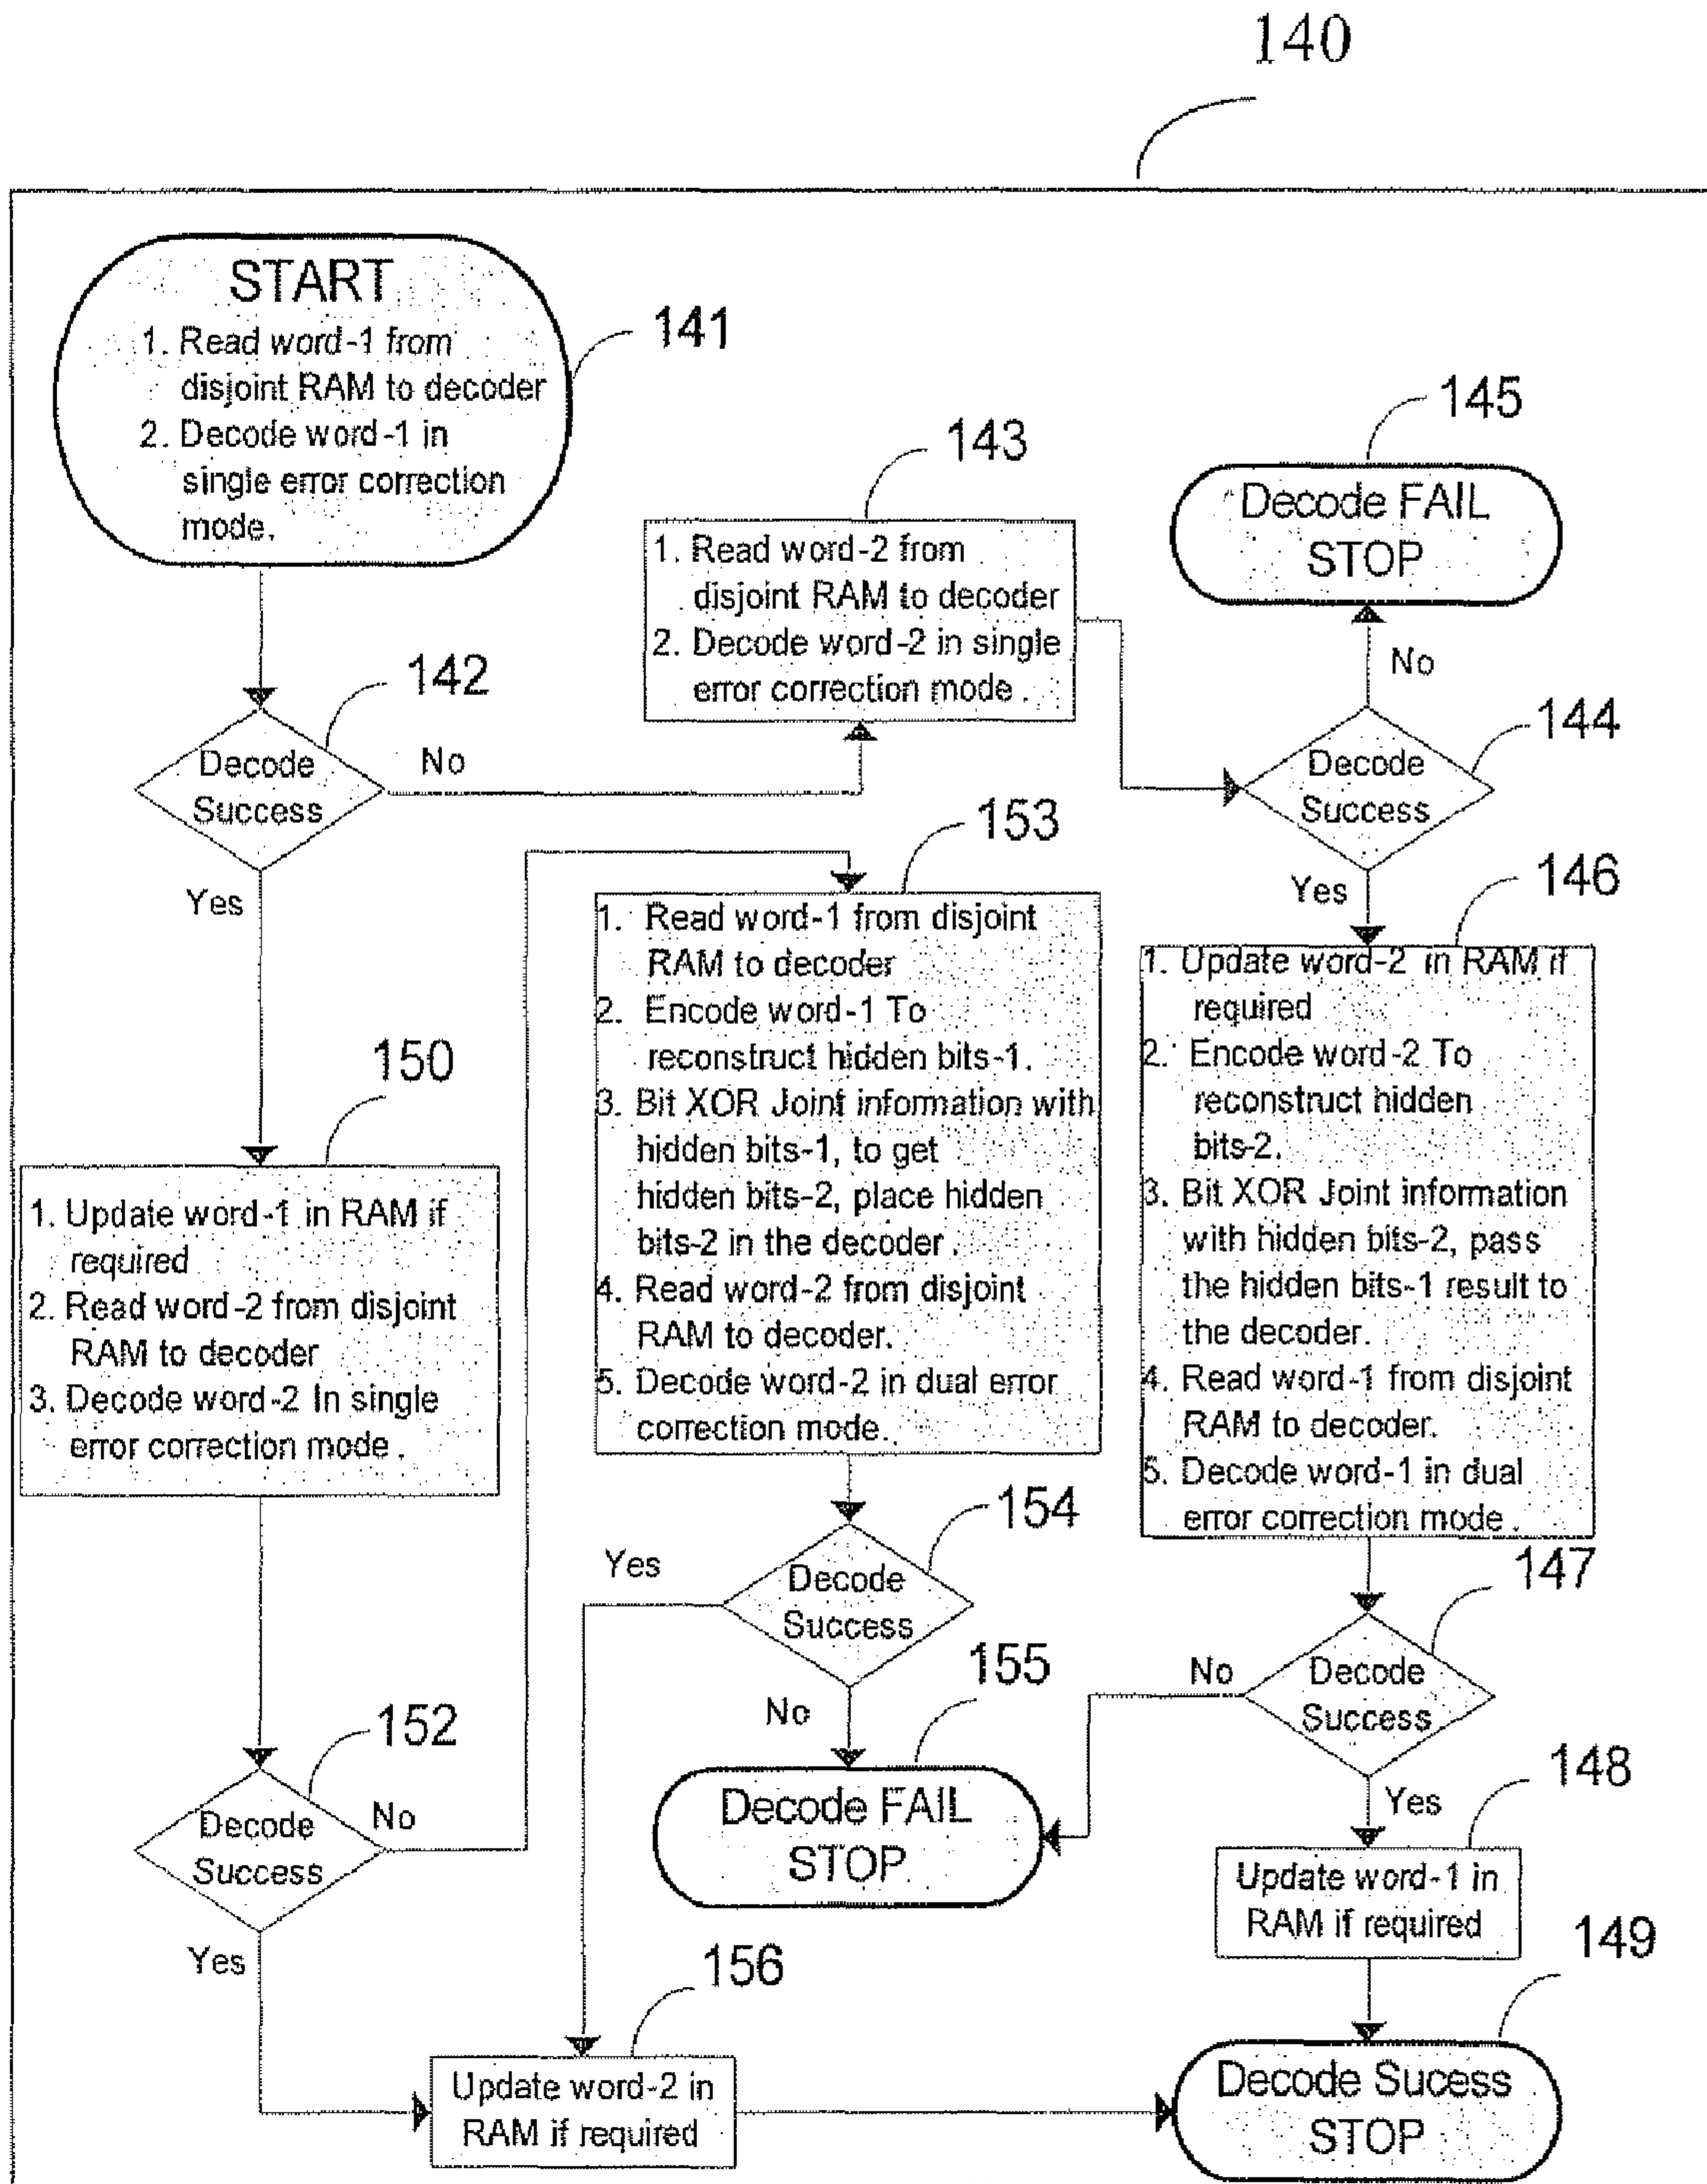 140
START
1. Read word-1 from
disjoint RAM to decoder
2. Decode word-1 in
single error correction
mode.
141
142
Decode
Success
No
Yes
143
1. Read word-2 from
disjoint RAM to decoder
2. Decode word-2 in single
error correction mode.
145
Decode FAIL
STOP
No
144
Decode
Success
Yes
146
1. Update word-2 in RAM if
required
2. Encode word-2 To
reconstruct hidden
bits-2.
3. Bit XOR Joint information
with hidden bits-2, pass
the hidden bits-1 result to
the decoder.
4. Read word-1 from disjoint
RAM to decoder.
5. Decode word-1 in dual
error correction mode.
153
1. Read word-1 from disjoint
RAM to decoder
2. Encode word-1 To
reconstruct hidden bits-1.
3. Bit XOR Joint information with
hidden bits-1, to get
hidden bits-2, place hidden
bits-2 in the decoder.
4. Read word-2 from disjoint
RAM to decoder.
5. Decode word-2 in dual error
correction mode.
150
1. Update word-1 in RAM if
required
2. Read word-2 from disjoint
RAM to decoder
3. Decode word-2 In single
error correction mode.
154
Yes
Decode
Success
No
155
Decode FAIL
STOP
147
No
Decode
Success
Yes
148
Update word-1 in
RAM if required
152
Decode
Success
No
Yes
156
Update word-2 in
RAM if required
149
Decode Sucess
STOP